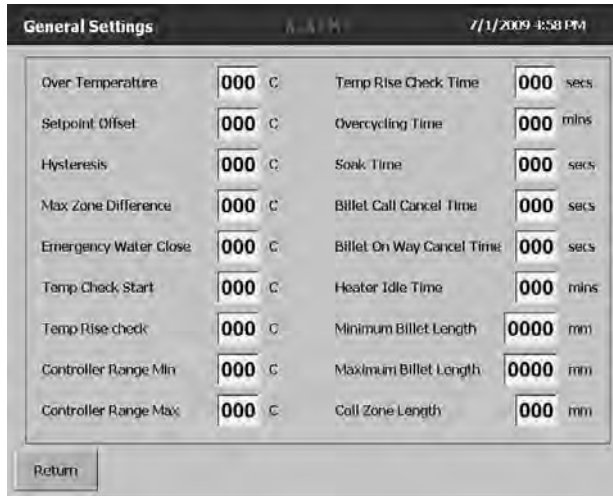 General Settings ALARM 7/1/2009 4:58 PM
Over Temperature 000 C Temp Rise Check Time 000 secs
Setpoint Offset 000 C Overcycling Time 000 mins
Hysteresis 000 C Soak Time 000 secs
Max Zone Difference 000 C Billet Call Cancel Time 000 secs
Emergency Water Close 000 C Billet On Way Cancel Time 000 secs
Temp Check Start 000 C Heater Idle Time 000 mins
Temp Rise check 000 C Minimum Billet Length 0000 mm
Controller Range Min 000 C Maximum Billet Length 0000 mm
Controller Range Max 000 C Coil Zone Length 000 mm
Return